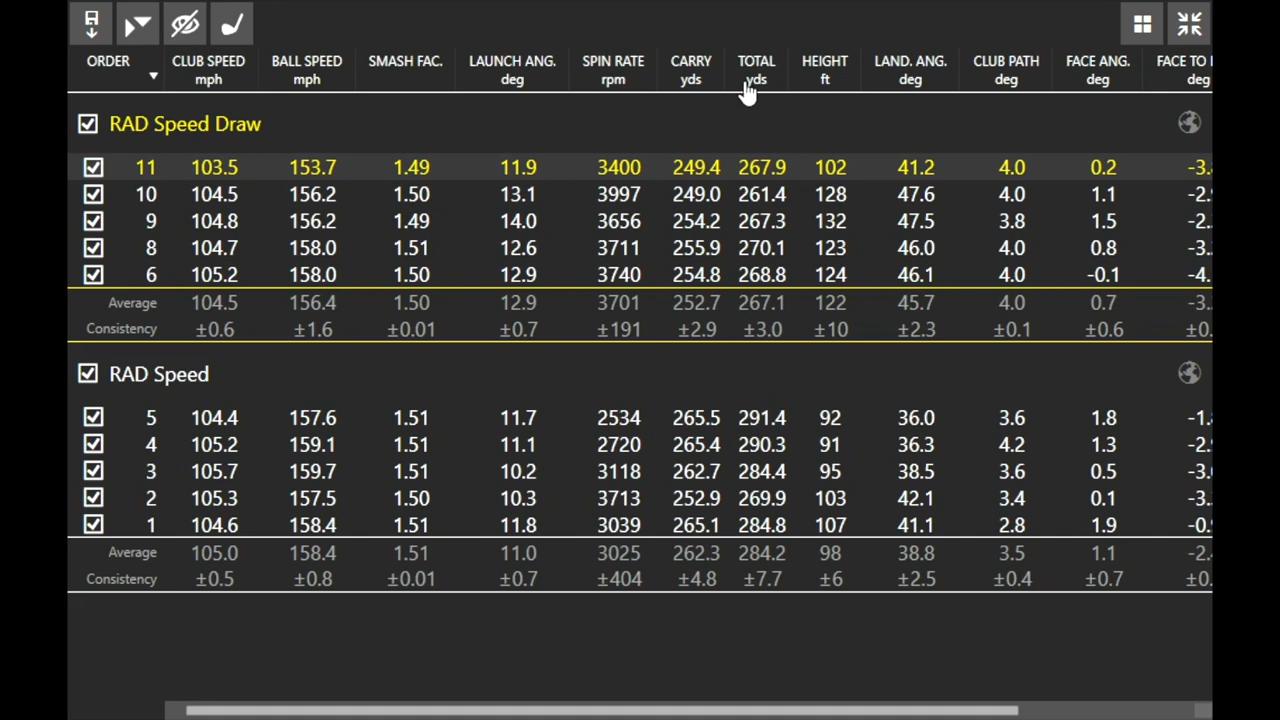 ORDER CLUB SPEED mph BALL SPEED mph SMASH FAC. LAUNCH ANG. deg SPIN RATE rpm CARRY yds TOTAL yds HEIGHT ft LAND. ANG. deg CLUB PATH deg FACE ANG. deg FACE TO deg
RAD Speed Draw
11 103.5 153.7 1.49 11.9 3400 249.4 267.9 102 41.2 4.0 0.2 -3.
10 104.5 156.2 1.50 13.1 3997 249.0 261.4 128 47.6 4.0 1.1 -2.
9 104.8 156.2 1.49 14.0 3656 254.2 267.3 132 47.5 3.8 1.5 -2.
8 104.7 158.0 1.51 12.6 3711 255.9 270.1 123 46.0 4.0 0.8 -3.
6 105.2 158.0 1.50 12.9 3740 254.8 268.8 124 46.1 4.0 -0.1 -4.
Average 104.5 156.4 1.50 12.9 3701 252.7 267.1 122 45.7 4.0 0.7 -3.
Consistency ±0.6 ±1.6 ±0.01 ±0.7 ±191 ±2.9 ±3.0 ±10 ±2.3 ±0.1 ±0.6 ±0.
RAD Speed
5 104.4 157.6 1.51 11.7 2534 265.5 291.4 92 36.0 3.6 1.8 -1.
4 105.2 159.1 1.51 11.1 2720 265.4 290.3 91 36.3 4.2 1.3 -2.
3 105.7 159.7 1.51 10.2 3118 262.7 284.4 95 38.5 3.6 0.5 -3.
2 105.3 157.5 1.50 10.3 3713 252.9 269.9 103 42.1 3.4 0.1 -3.
1 104.6 158.4 1.51 11.8 3039 265.1 284.8 107 41.1 2.8 1.9 -0.
Average 105.0 158.4 1.51 11.0 3025 262.3 284.2 98 38.8 3.5 1.1 -2.
Consistency ±0.5 ±0.8 ±0.01 ±0.7 ±404 ±4.8 ±7.7 ±6 ±2.5 ±0.4 ±0.7 ±0.